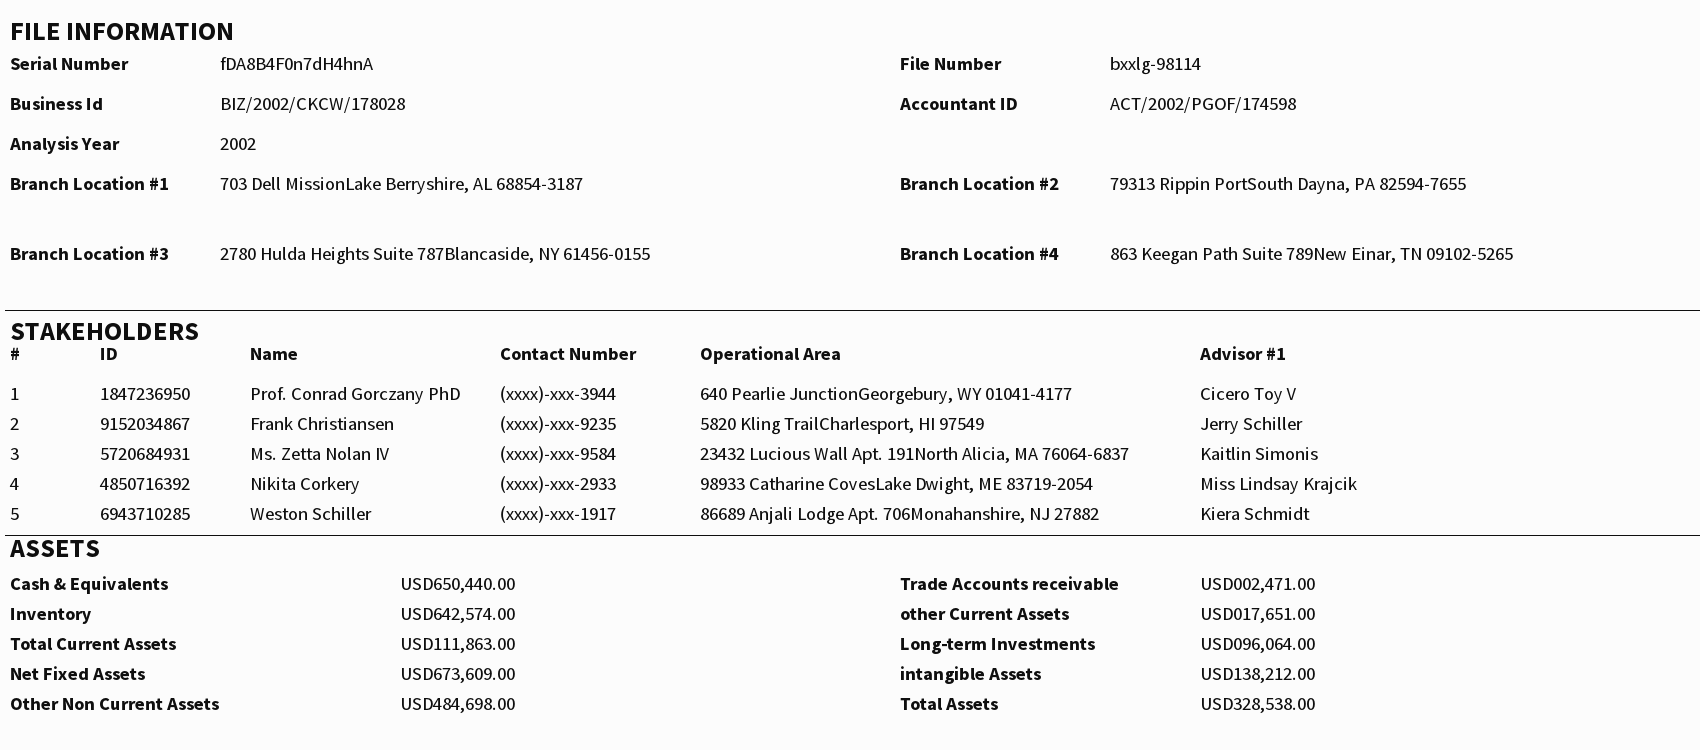 FILE INFORMATION
Serial Number fDA8B4F0n7dH4hnA File Number bxxlg-98114
Business Id BIZ/2002/CKCW/178028 Accountant ID ACT/2002/PGOF/174598
Analysis Year 2002
Branch Location #1 703 Dell MissionLake Berryshire, AL 68854-3187 Branch Location #2 79313 Rippin PortSouth Dayna, PA 82594-7655
Branch Location #3 2780 Hulda Heights Suite 787Blancaside, NY 61456-0155 Branch Location #4 863 Keegan Path Suite 789New Einar, TN 09102-5265
STAKEHOLDERS
# ID Name Contact Number Operational Area Advisor #1
1 1847236950 Prof. Conrad Gorczany PhD (xxxx)-xxx-3944 640 Pearlie JunctionGeorgebury, WY 01041-4177 Cicero Toy V
2 9152034867 Frank Christiansen (xxxx)-xxx-9235 5820 Kling TrailCharlesport, HI 97549 Jerry Schiller
3 5720684931 Ms. Zetta Nolan IV (xxxx)-xxx-9584 23432 Lucious Wall Apt. 191North Alicia, MA 76064-6837 Kaitlin Simonis
4 4850716392 Nikita Corkery (xxxx)-xxx-2933 98933 Catharine CovesLake Dwight, ME 83719-2054 Miss Lindsay Krajcik
5 6943710285 Weston Schiller (xxxx)-xxx-1917 86689 Anjali Lodge Apt. 706Monahanshire, NJ 27882 Kiera Schmidt
ASSETS
Cash & Equivalents USD650,440.00 Trade Accounts receivable USD002,471.00
Inventory USD642,574.00 other Current Assets USD017,651.00
Total Current Assets USD111,863.00 Long-term Investments USD096,064.00
Net Fixed Assets USD673,609.00 intangible Assets USD138,212.00
Other Non Current Assets USD484,698.00 Total Assets USD328,538.00